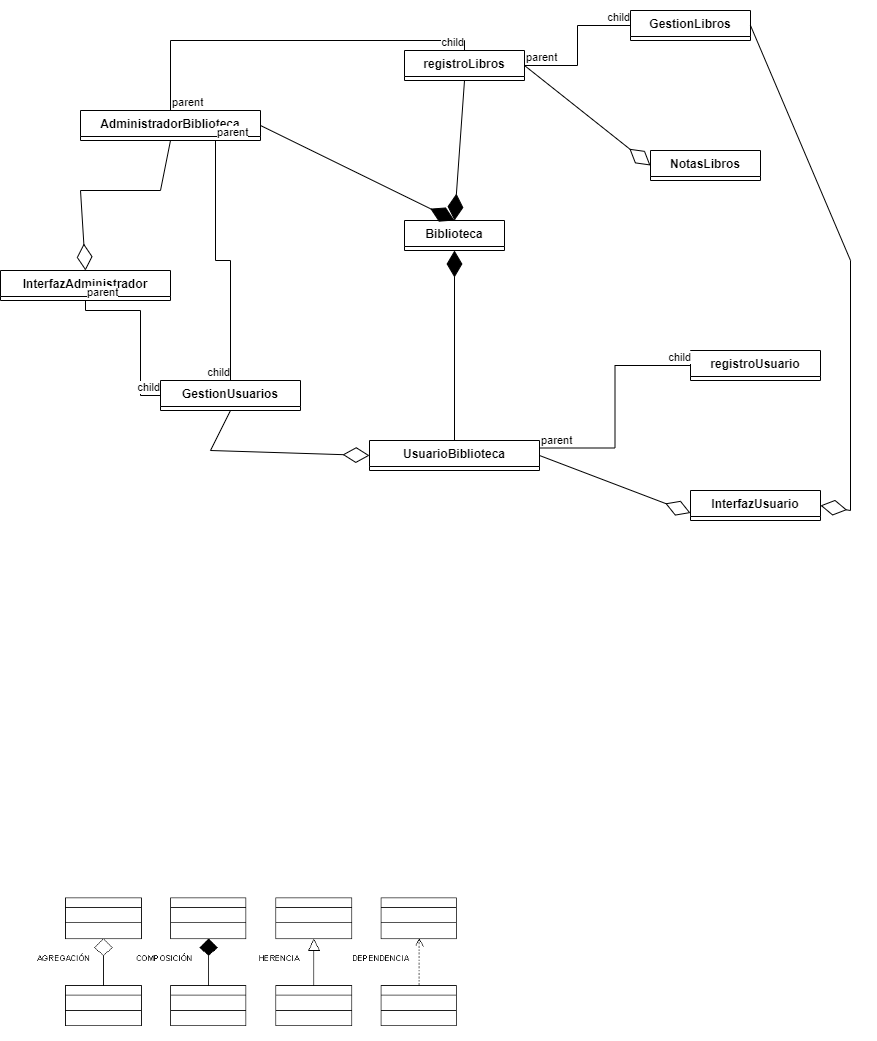 child
GestionLibros
child
registroLibros
parent
parent
AdministradorBiblioteca
parent
NotasLibros
Biblioteca
InterfazAdministrador
parent
child
registroUsuario
child
child
GestionUsuarios
parent
UsuarioBiblioteca
InterfazUsuario
AGREGACIÓN
COMPOSICIÓN
HERENCIA
DEPENDENCIA